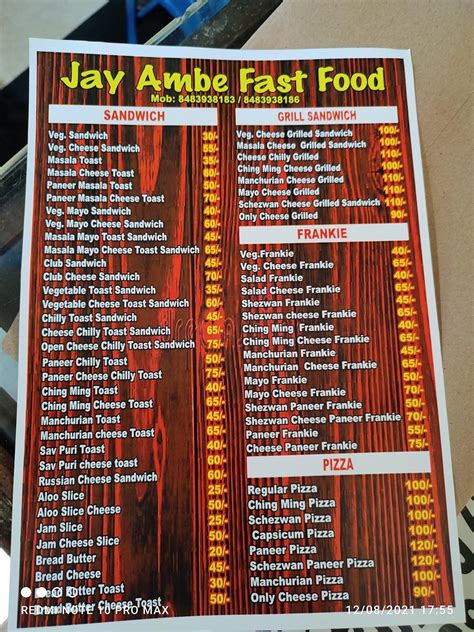 Jay Ambe Fast Food
Mob: 8483938183 / 8483938186
SANDWICH
Veg. Sandwich 30/-
Veg. Cheese Sandwich 55/-
Masala Toast 35/-
Masala Cheese Toast 60/-
Paneer Masala Toast 50/-
Paneer Masala Cheese Toast 70/-
Veg. Mayo Sandwich 40/-
Veg. Mayo Cheese Sandwich 60/-
Masala Mayo Toast Sandwich 45/-
Masala Mayo Cheese Toast Sandwich 65/-
Club Sandwich 45/-
Club Cheese Sandwich 70/-
Vegetable Toast Sandwich 35/-
Vegetable Cheese Toast Sandwich 60/-
Chilly Toast Sandwich 45/-
Cheese Chilly Toast Sandwich 65/-
Open Cheese Chilly Toast Sandwich 75/-
Paneer Chilly Toast 50/-
Paneer Cheese Chilly Toast 75/-
Ching Ming Toast 40/-
Ching Ming Cheese Toast 65/-
Manchurian Toast 45/-
Manchurian cheese Toast 65/-
Sav Puri Toast 40/-
Sav Puri cheese toast 60/-
Russian Cheese Sandwich 60/-
Aloo Slice 25/-
Aloo Slice Cheese 50/-
Jam Slice 25/-
Jam Cheese Slice 50/-
Bread Butter 20/-
Bread Cheese 45/-
Bread Butter Toast 30/-
Bread Butter Cheese Toast 50/-
GRILL SANDWICH
Veg. Cheese Grilled Sandwich 100/-
Masala Cheese Grilled Sandwich 100/-
Cheese Chilly Grilled 110/-
Ching Ming Cheese Grilled 100/-
Manchurian Cheese Grilled 110/-
Mayo Cheese Grilled 110/-
Schezwan Cheese Grilled Sandwich 110/-
Only Cheese Grilled 90/-
FRANKIE
Veg.Frankie 40/-
Veg. Cheese Frankie 65/-
Salad Frankie 40/-
Salad Cheese Frankie 65/-
Shezwan Frankie 45/-
Shezwan cheese Frankie 65/-
Ching Ming Frankie 40/-
Ching Ming Cheese Frankie 65/-
Manchurian Frankie 45/-
Manchurian Cheese Frankie 65/-
Mayo Frankie 50/-
Mayo Cheese Frankie 70/-
Shezwan Paneer Frankie 50/-
Shezwan Cheese Paneer Frankie 70/-
Paneer Frankie 55/-
Cheese Paneer Frankie 75/-
PIZZA
Regular Pizza 100/-
Ching Ming Pizza 100/-
Schezwan Pizza 100/-
Capsicum Pizza 100/-
Paneer Pizza 120/-
Schezwan Paneer Pizza 120/-
Manchurian Pizza 100/-
Only Cheese Pizza 90/-
REDMI NOTE 10 PRO MAX
12/08/2021 17:55